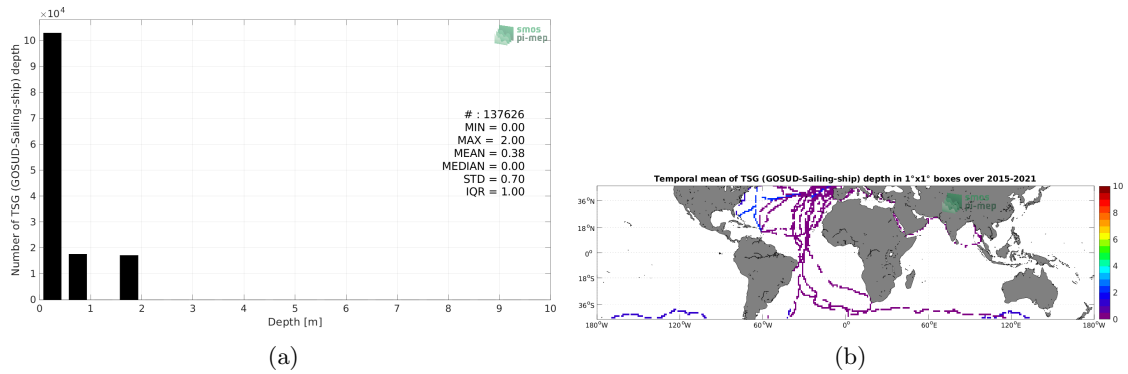 ×10⁴
10
9
8
7
6
5
4
3
2
1
0
Number of TSG (GOSUD-Sailing-ship) depth
smos
pi-mep
# : 137626
MIN = 0.00
MAX = 2.00
MEAN = 0.38
MEDIAN = 0.00
STD = 0.70
IQR = 1.00
0 1 2 3 4 5 6 7 8 9 10
Depth [m]
(a)
Temporal mean of TSG (GOSUD-Sailing-ship) depth in 1°x1° boxes over 2015-2021
smos
pi-mep
36°N
18°N
0°
18°S
36°S
180°W 120°W 60°W 0° 60°E 120°E 180°W
10
8
6
4
2
0
(b)